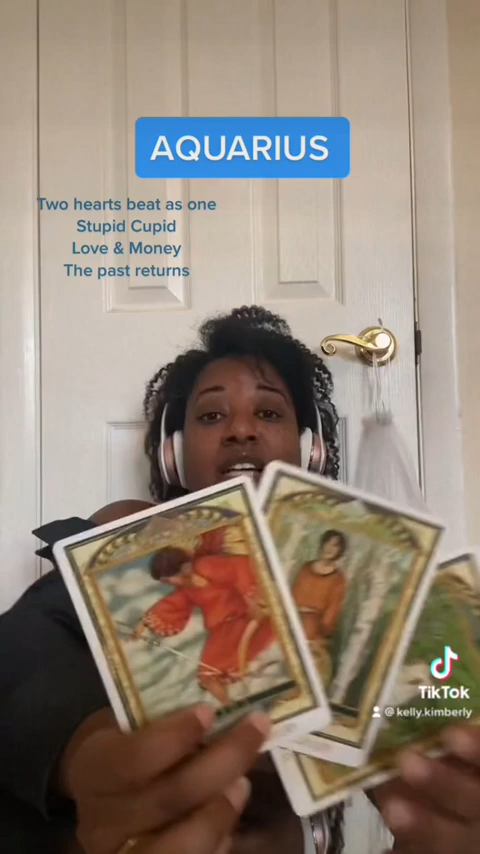 AQUARIUS
Two hearts beat as one
Stupid Cupid
Love & Money
The past returns
TikTok
@ kelly.kimberly